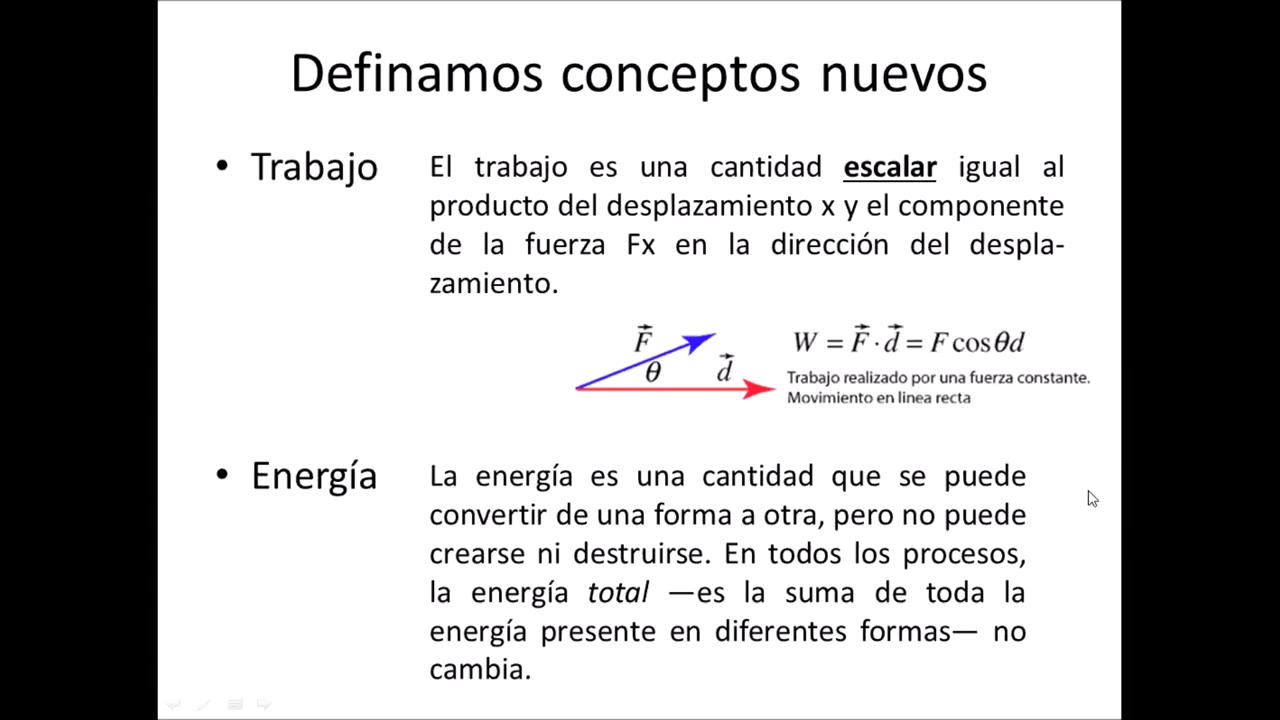 Definamos conceptos nuevos
• Trabajo
El trabajo es una cantidad escalar igual al
producto del desplazamiento x y el componente
de la fuerza Fx en la dirección del despla-
zamiento.
F⃗
θ
d⃗
W = F⃗ · d⃗ = F cos θd
Trabajo realizado por una fuerza constante.
Movimiento en linea recta
• Energía
La energía es una cantidad que se puede
convertir de una forma a otra, pero no puede
crearse ni destruirse. En todos los procesos,
la energía total —es la suma de toda la
energía presente en diferentes formas— no
cambia.